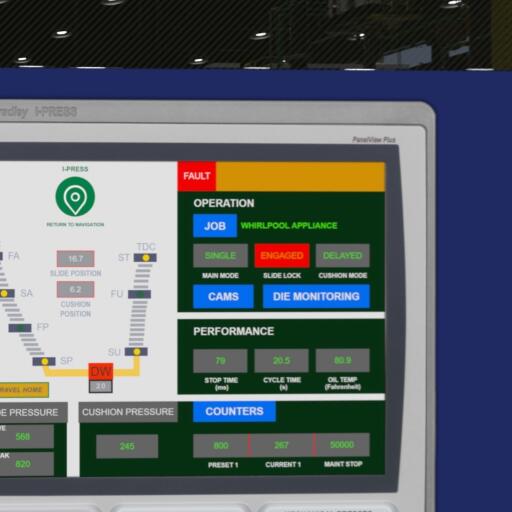 I-PRESS
PanelView Plus
I-PRESS
RETURN TO NAVIGATION
FAULT
OPERATION
JOB WHIRLPOOL APPLIANCE
SINGLE ENGAGED DELAYED
MAIN MODE SLIDE LOCK CUSHION MODE
CAMS DIE MONITORING
TDC
FA ST
16.7
SLIDE POSITION
6.2
CUSHION
POSITION
SA FU
FP
SP SU
DW
2.0
RAVEL HOME
PERFORMANCE
79 20.5 80.9
STOP TIME CYCLE TIME OIL TEMP
(ms) (s) (Fahrenheit)
DE PRESSURE
568
820
CUSHION PRESSURE
245
COUNTERS
800 267 50000
PRESET 1 CURRENT 1 MAINT STOP